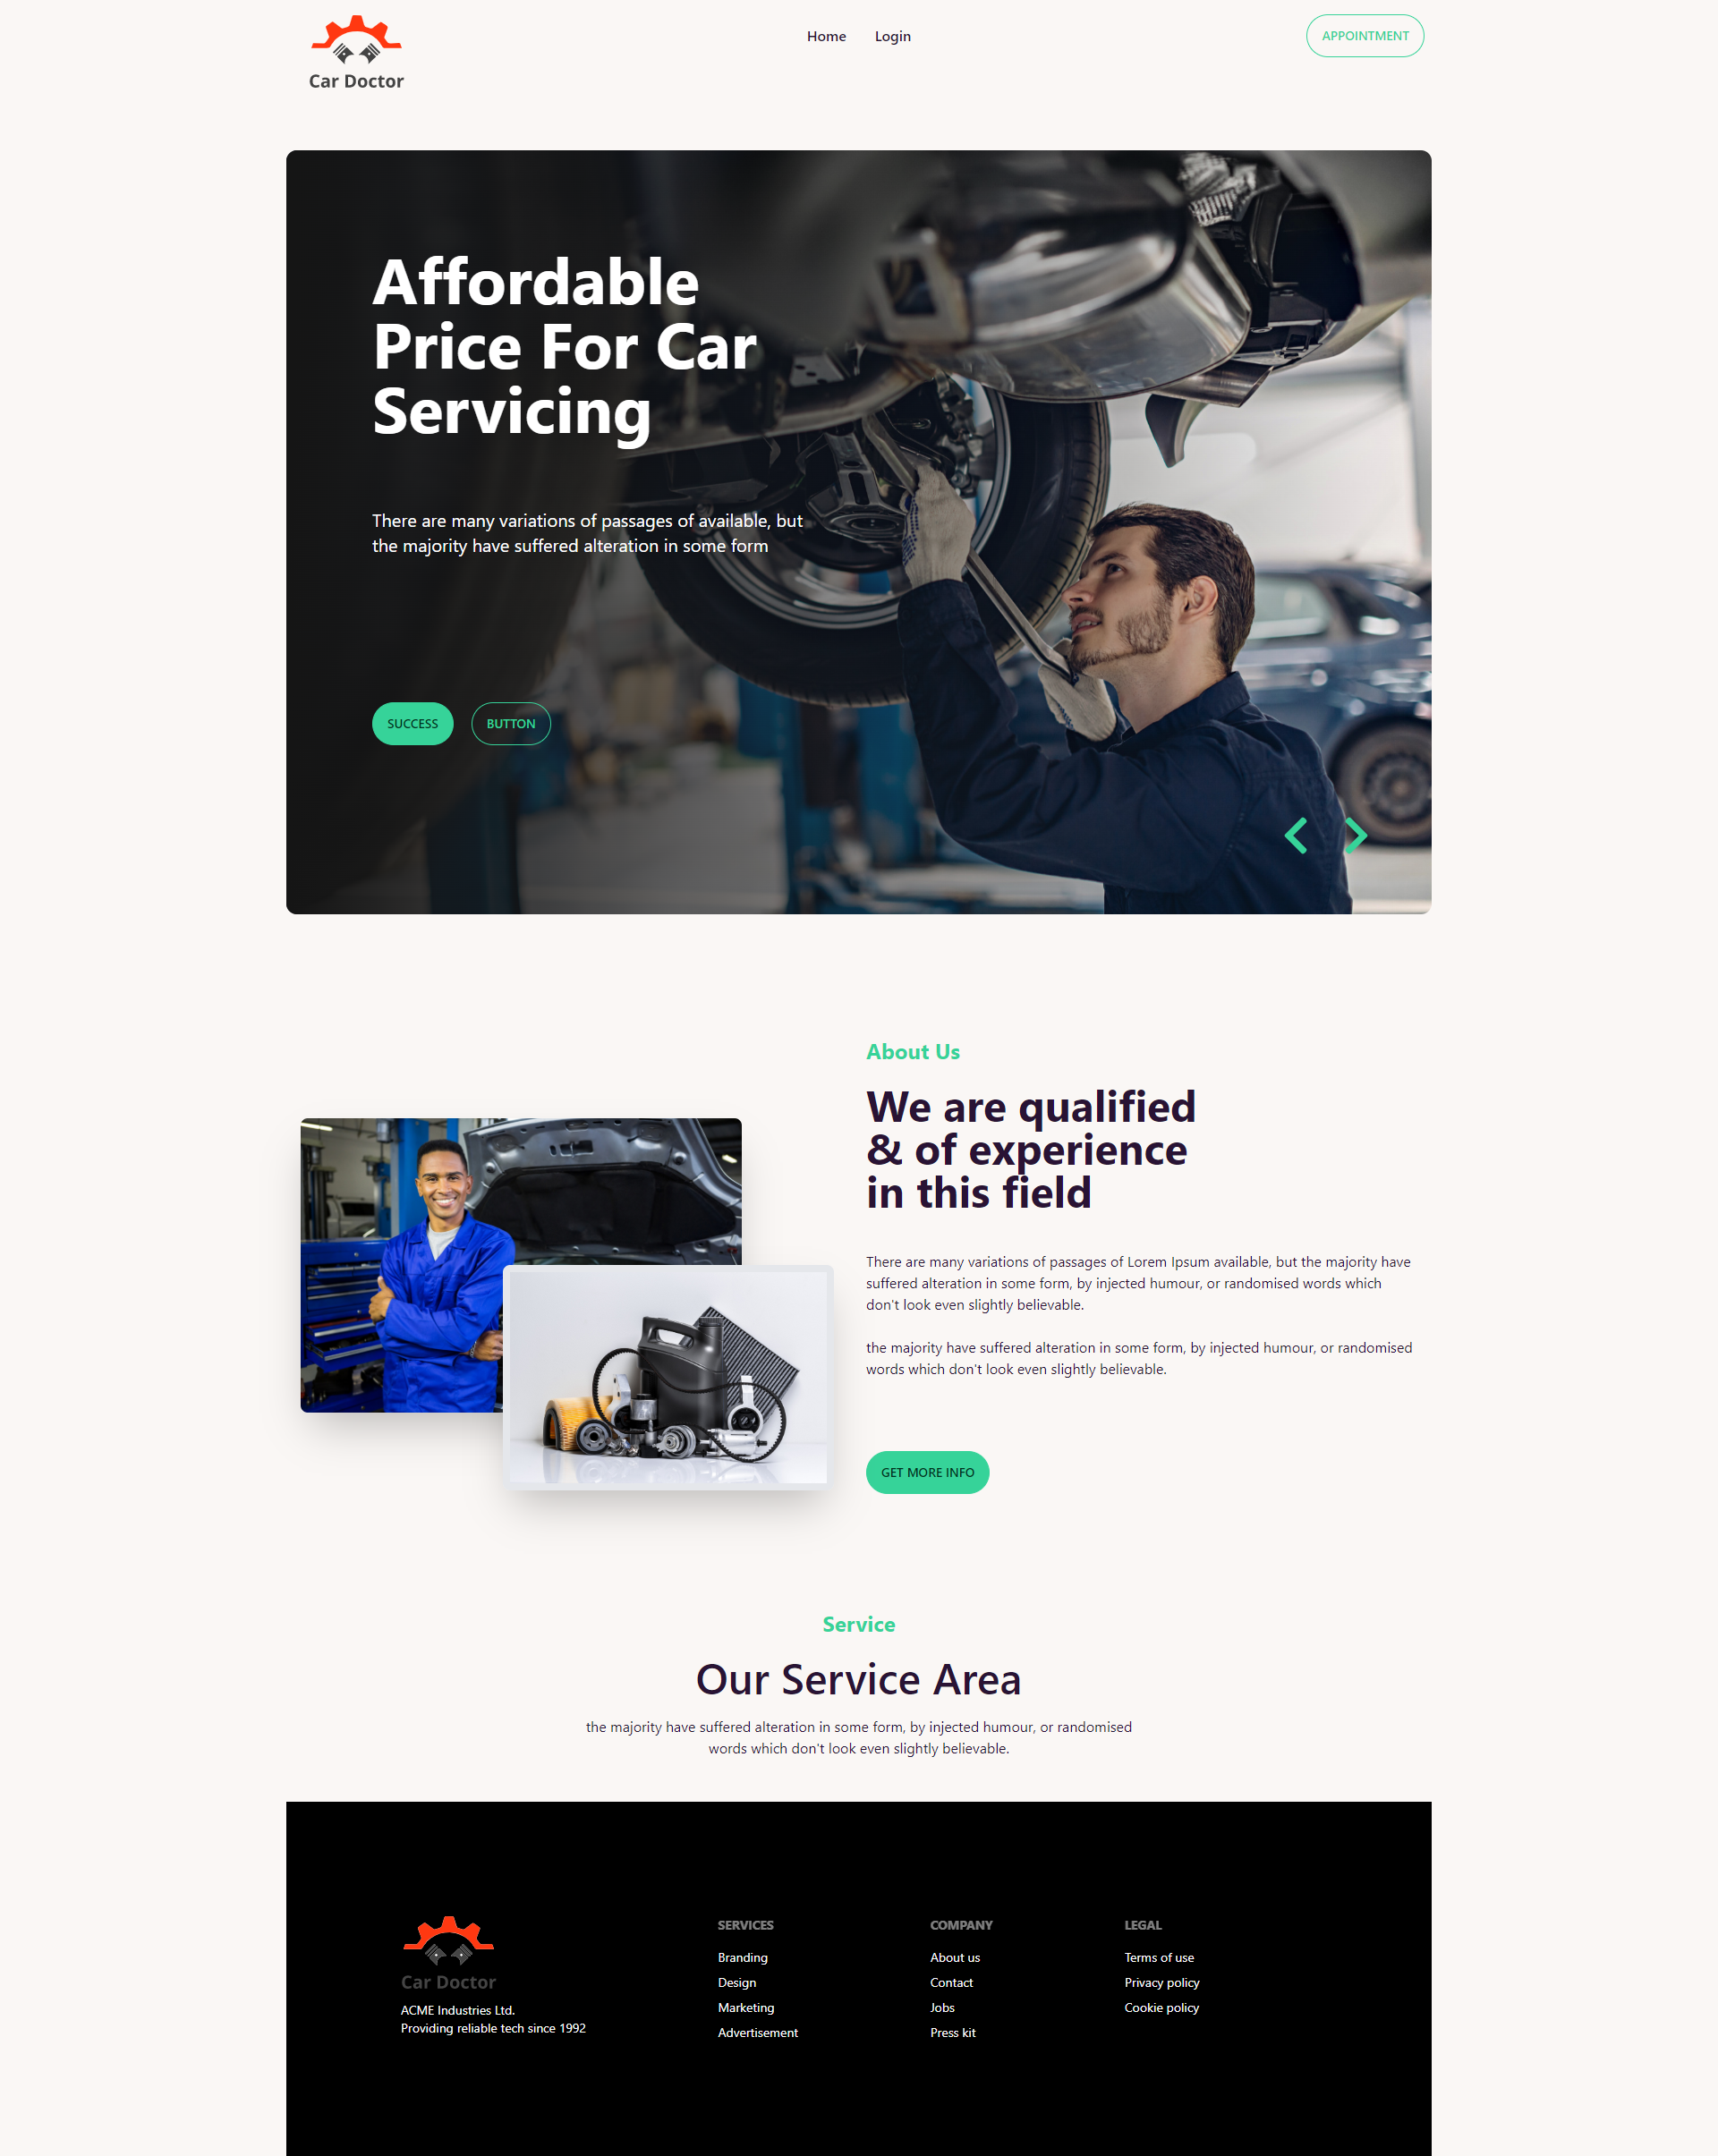 Car Doctor
Home
Login
APPOINTMENT
Affordable
Price For Car
Servicing
There are many variations of passages of available, but
the majority have suffered alteration in some form
SUCCESS
BUTTON
About Us
We are qualified
& of experience
in this field
There are many variations of passages of Lorem Ipsum available, but the majority have
suffered alteration in some form, by injected humour, or randomised words which
don't look even slightly believable.
the majority have suffered alteration in some form, by injected humour, or randomised
words which don't look even slightly believable.
GET MORE INFO
Service
Our Service Area
the majority have suffered alteration in some form, by injected humour, or randomised
words which don't look even slightly believable.
Car Doctor
ACME Industries Ltd.
Providing reliable tech since 1992
SERVICES
Branding
Design
Marketing
Advertisement
COMPANY
About us
Contact
Jobs
Press kit
LEGAL
Terms of use
Privacy policy
Cookie policy